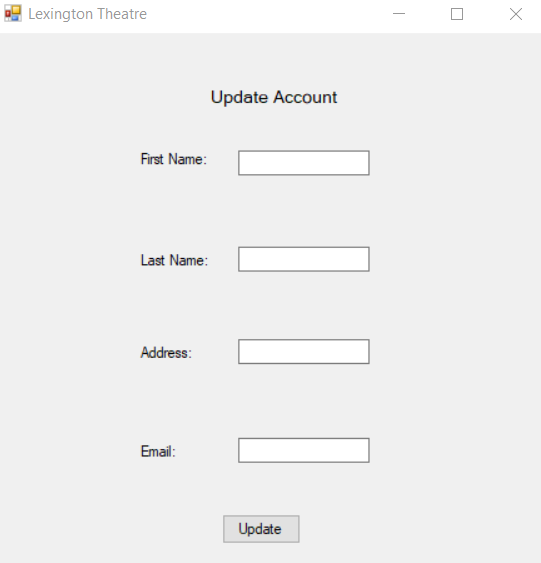 Lexington Theatre
Update Account
First Name:
Last Name:
Address:
Email:
Update